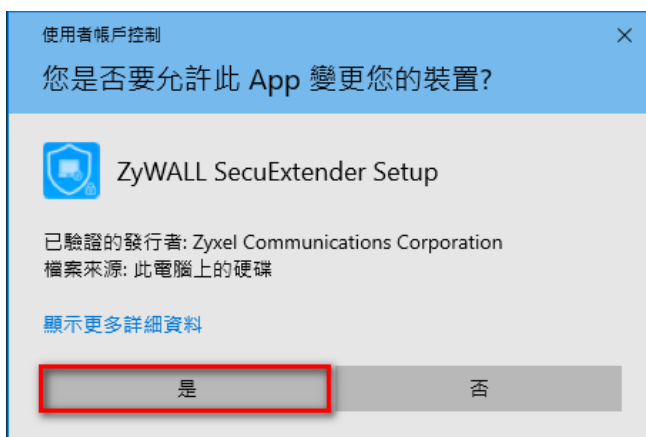 使用者帳戶控制
您是否要允許此 App 變更您的裝置?
ZyWALL SecuExtender Setup
已驗證的發行者: Zyxel Communications Corporation
檔案來源: 此電腦上的硬碟
顯示更多詳細資料
是
否